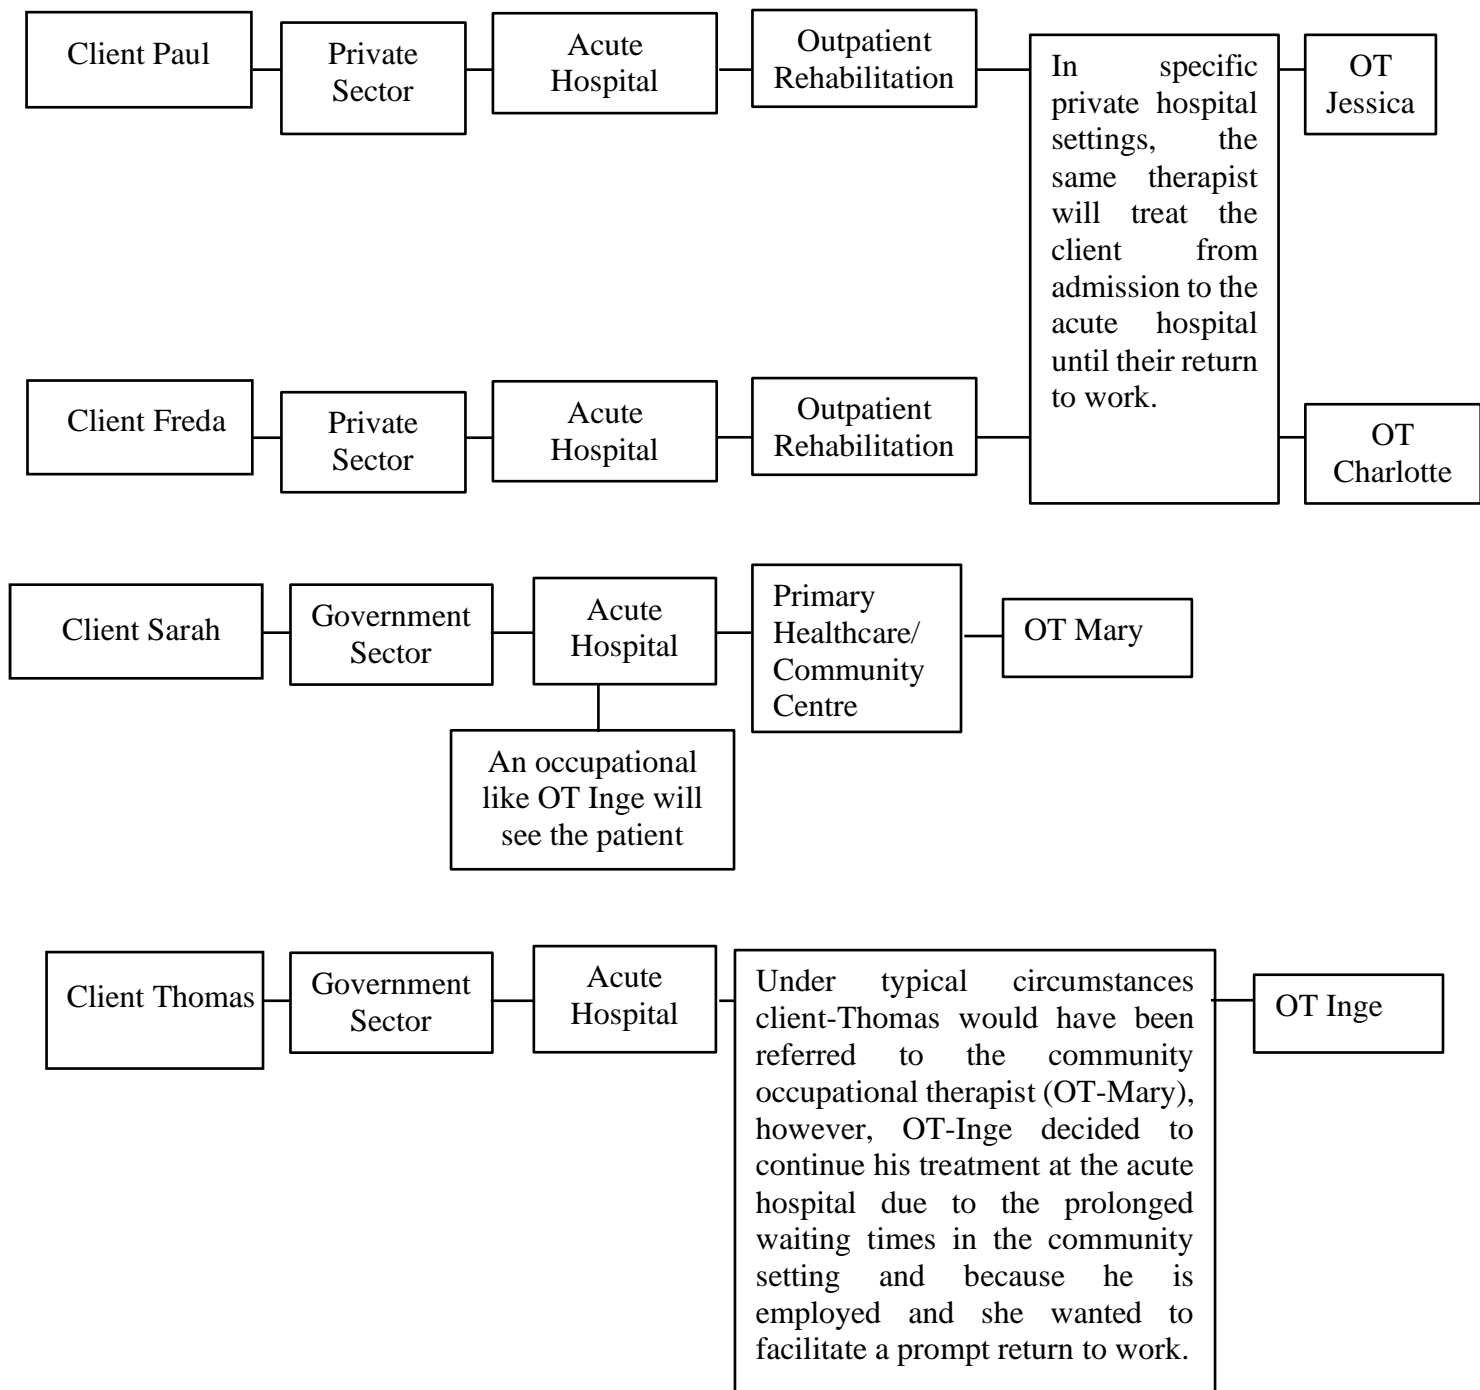 Client Paul
Private
Sector
Acute
Hospital
Outpatient
Rehabilitation
In specific
private hospital
settings, the
same therapist
will treat the
client from
admission to the
acute hospital
until their return
to work.
OT
Jessica
Client Freda
Private
Sector
Acute
Hospital
Outpatient
Rehabilitation
OT
Charlotte
Client Sarah
Government
Sector
Acute
Hospital
Primary
Healthcare/
Community
Centre
OT Mary
An occupational
like OT Inge will
see the patient
Client Thomas
Government
Sector
Acute
Hospital
Under typical circumstances
client-Thomas would have been
referred to the community
occupational therapist (OT-Mary),
however, OT-Inge decided to
continue his treatment at the acute
hospital due to the prolonged
waiting times in the community
setting and because he is
employed and she wanted to
facilitate a prompt return to work.
OT Inge